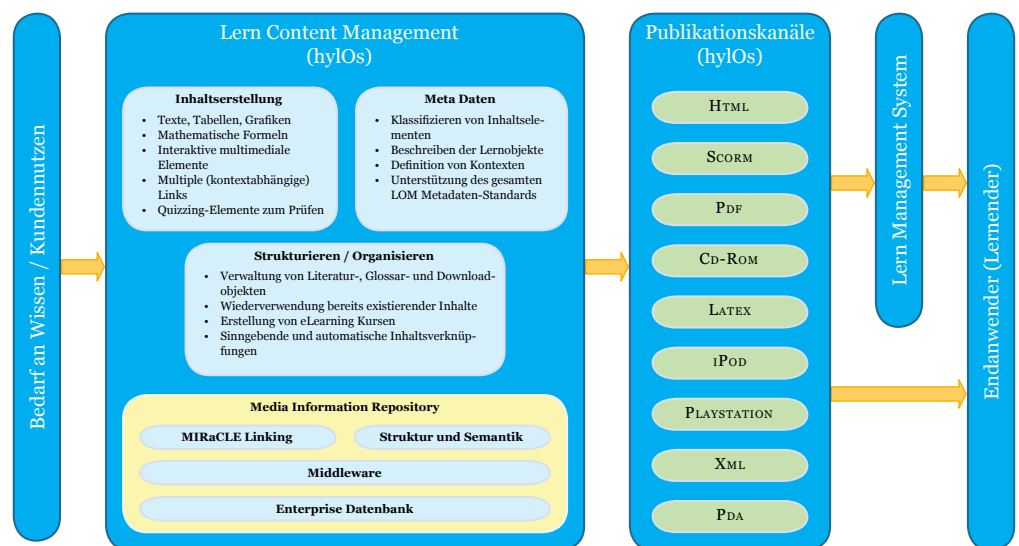 Bedarf an Wissen / Kundennutzen
Lern Content Management
(hylOs)
Inhaltserstellung
• Texte, Tabellen, Grafiken
• Mathematische Formeln
• Interaktive multimediale
Elemente
• Multiple (kontextabhängige)
Links
• Quizzing-Elemente zum Prüfen
Meta Daten
• Klassifizieren von Inhaltsele-
menten
• Beschreiben der Lernobjekte
• Definition von Kontexten
• Unterstützung des gesamten
LOM Metadaten-Standards
Strukturieren / Organisieren
• Verwaltung von Literatur-, Glossar- und Download-
objekten
• Wiederverwendung bereits existierender Inhalte
• Erstellung von eLearning Kursen
• Sinngebende und automatische Inhaltsverknüp-
fungen
Media Information Repository
MIRaCLE Linking
Struktur und Semantik
Middleware
Enterprise Datenbank
Publikationskanäle
(hylOs)
HTML
SCORM
PDF
CD-ROM
LATEX
IPOD
PLAYSTATION
XML
PDA
Lern Management System
Endanwender (Lernender)